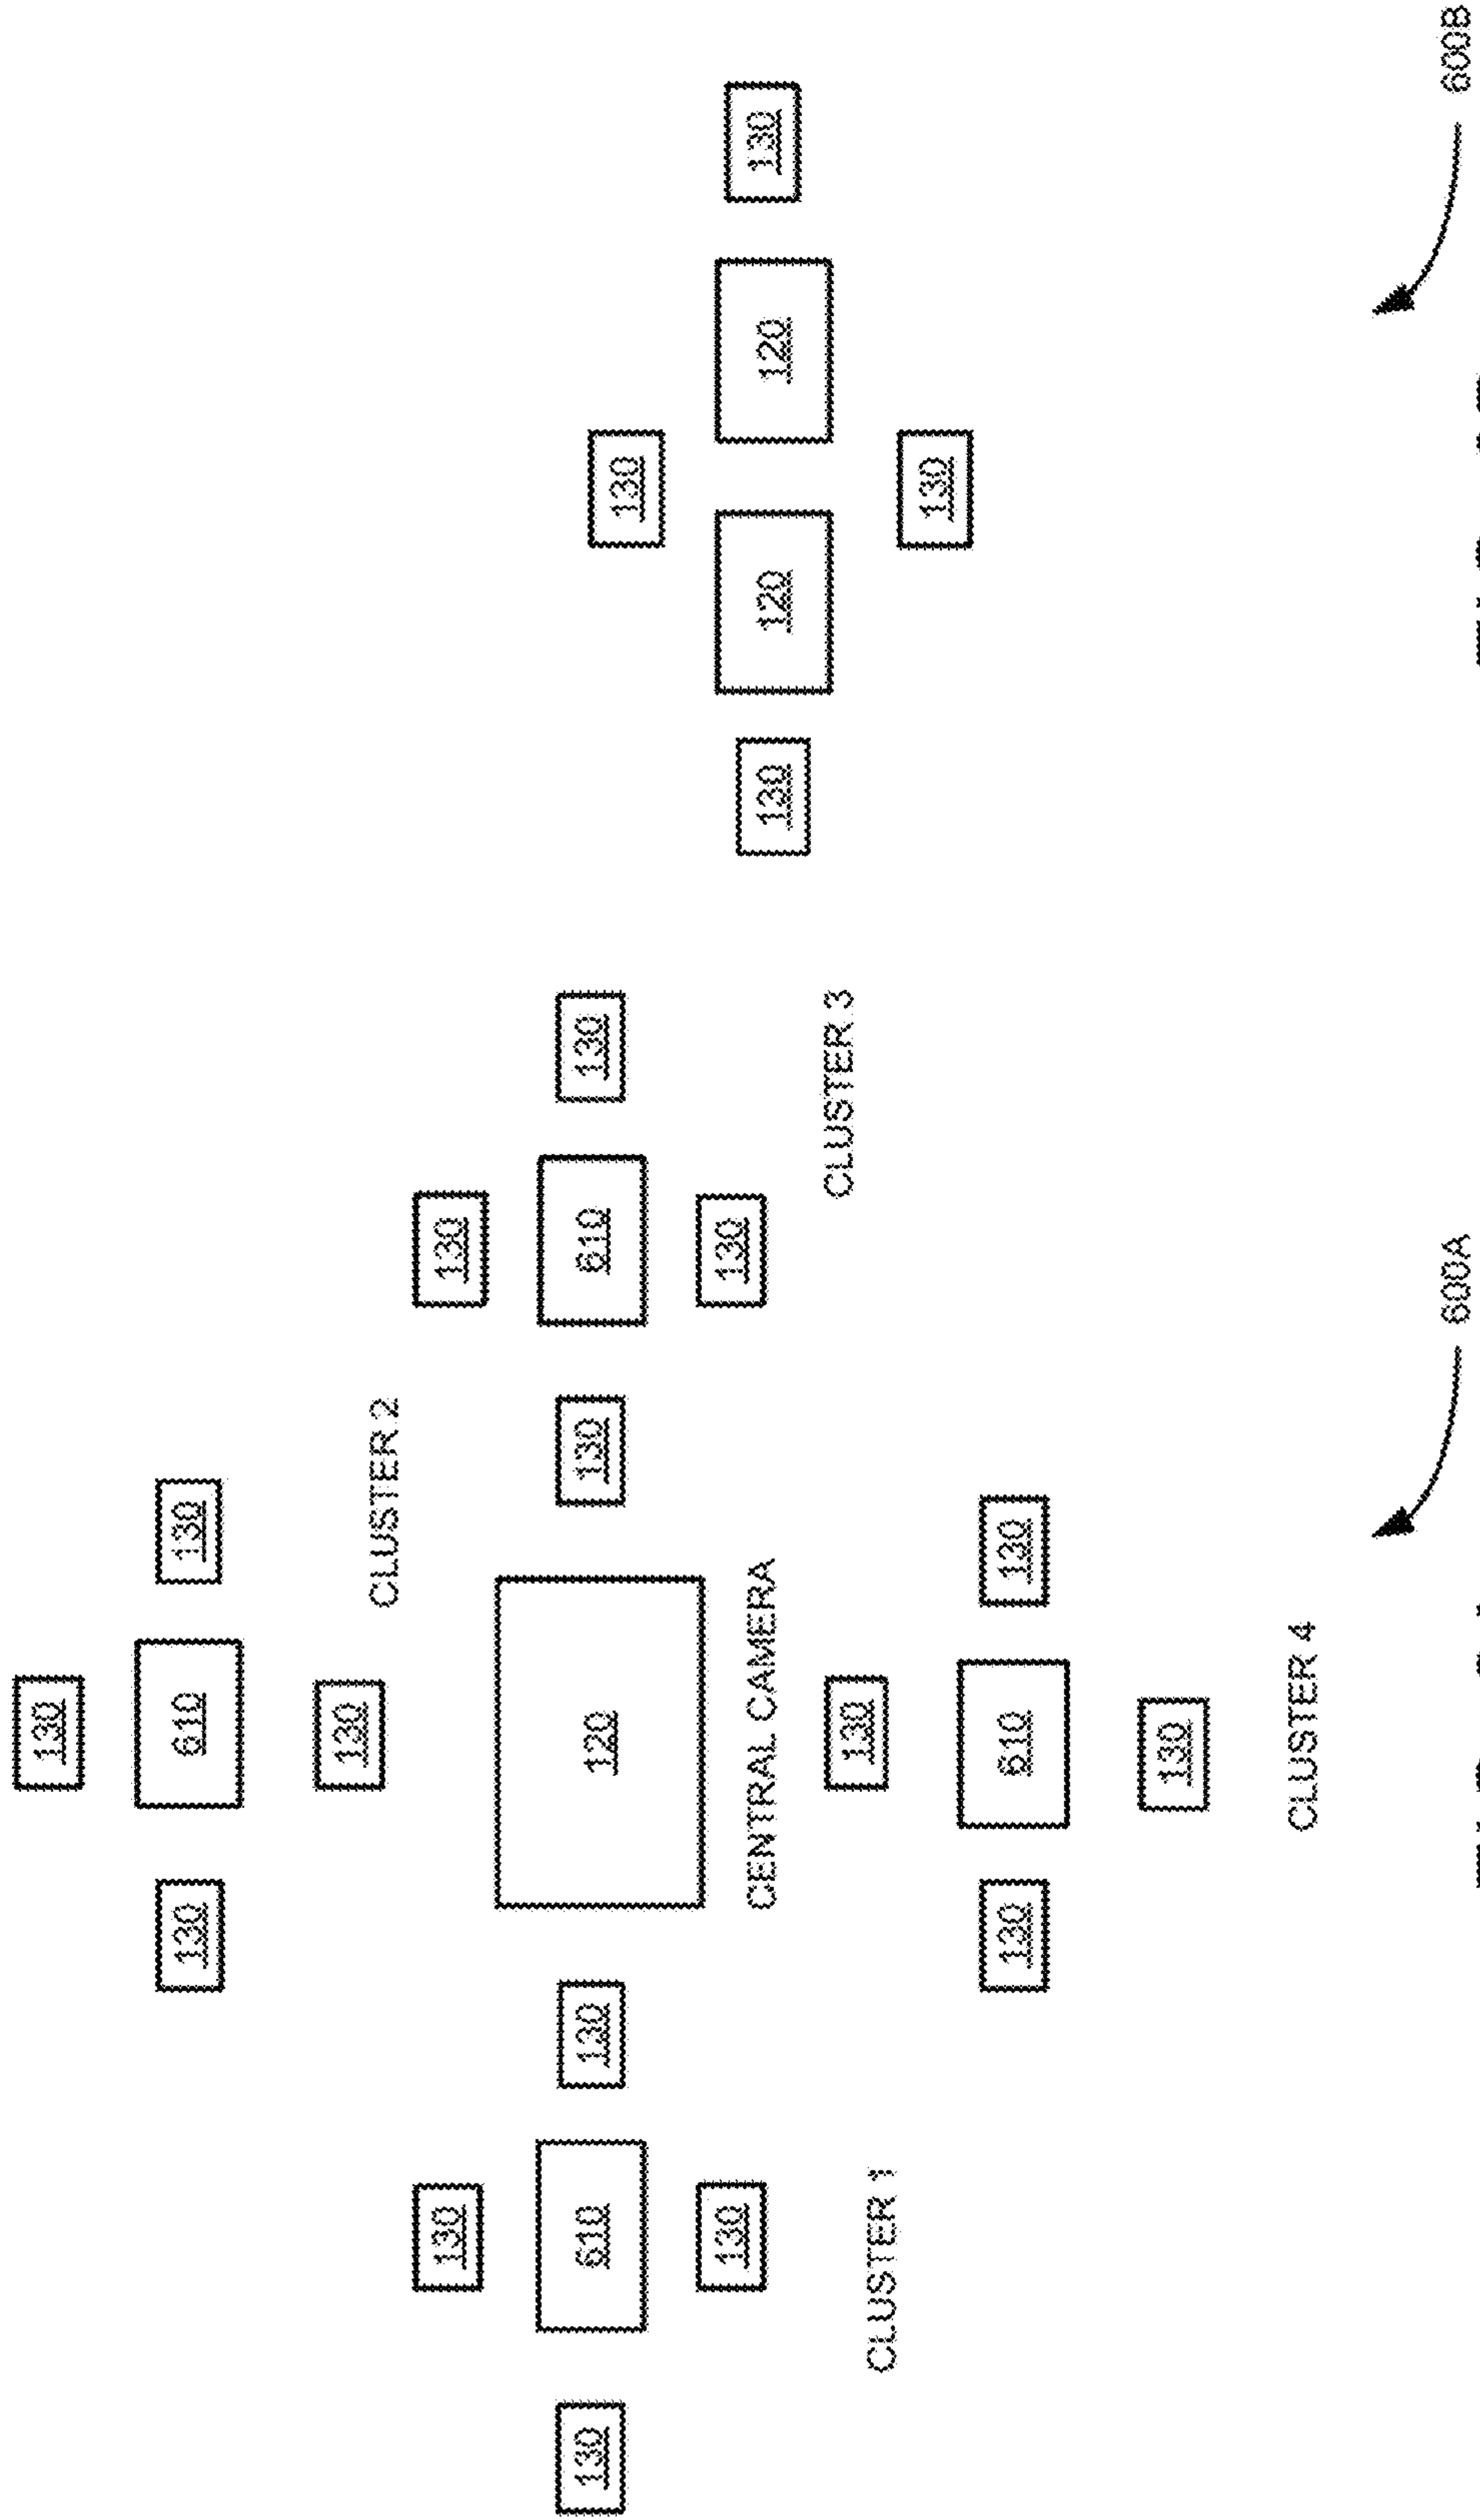 130
130 610 130
130
CLUSTER 2
130 130
130 610 130 120 130 610 130
130 130
CENTRAL CAMERA
CLUSTER 3
130
CLUSTER 1
130 610 130
130
CLUSTER 4
600A
130
130 120 120 130
130
600B